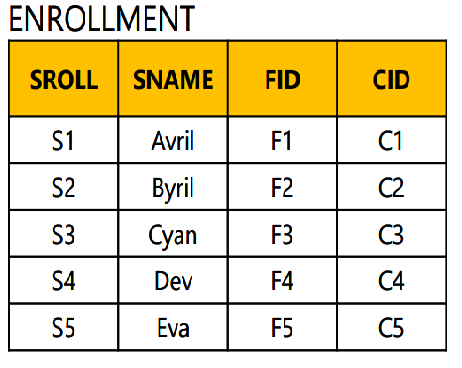 ENROLLMENT
SROLL SNAME FID CID
S1 Avril F1 C1
S2 Byril F2 C2
S3 Cyan F3 C3
S4 Dev F4 C4
S5 Eva F5 C5